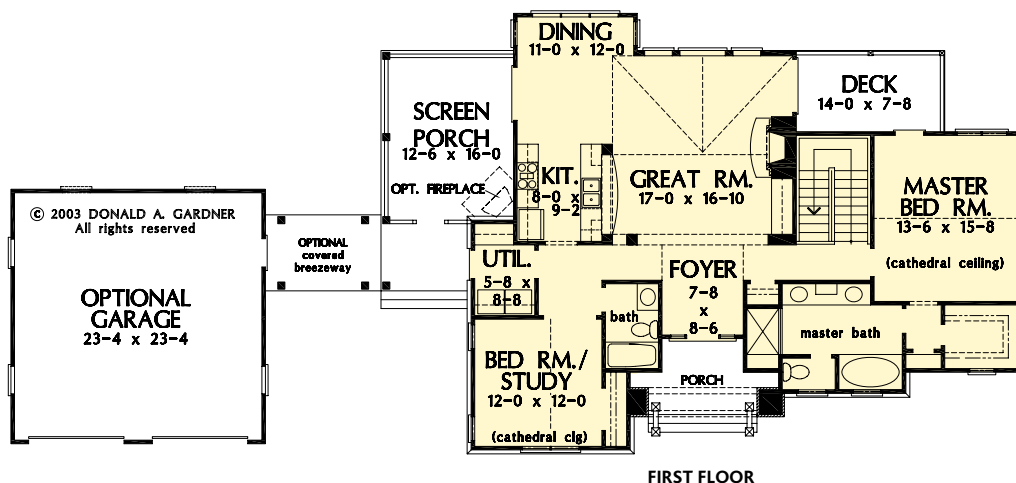 DINING
11-0 x 12-0
SCREEN
PORCH
12-6 x 16-0
OPT. FIREPLACE
KIT.
8-0 x
9-2
GREAT RM.
17-0 x 16-10
DECK
14-0 x 7-8
MASTER
BED RM.
13-6 x 15-8
(cathedral ceiling)
© 2003 DONALD A. GARDNER
All rights reserved
OPTIONAL
GARAGE
23-4 x 23-4
OPTIONAL
covered
breezeway
UTIL.
5-8 x
8-8
FOYER
7-8
x
8-6
bath
master bath
BED RM./
STUDY
12-0 x 12-0
(cathedral clg)
PORCH
FIRST FLOOR